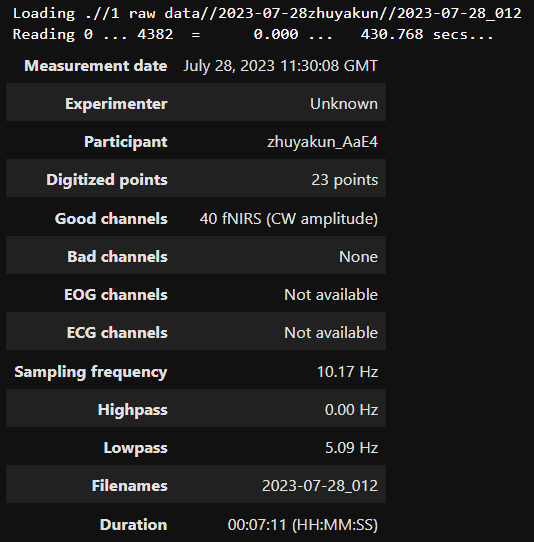 Loading .//1 raw data//2023-07-28zhuyakun//2023-07-28_012
Reading 0 ... 4382  =      0.000 ...   430.768 secs...
Measurement date July 28, 2023 11:30:08 GMT
Experimenter Unknown
Participant zhuyakun_AaE4
Digitized points 23 points
Good channels 40 fNIRS (CW amplitude)
Bad channels None
EOG channels Not available
ECG channels Not available
Sampling frequency 10.17 Hz
Highpass 0.00 Hz
Lowpass 5.09 Hz
Filenames 2023-07-28_012
Duration 00:07:11 (HH:MM:SS)